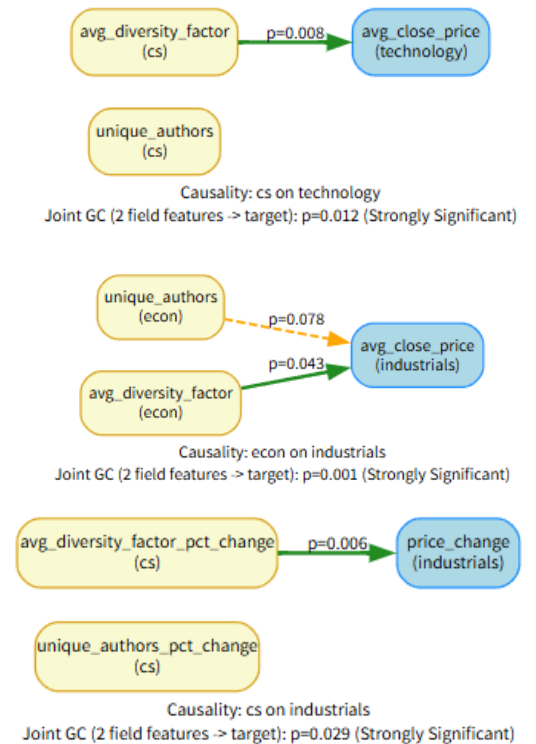 avg_diversity_factor
(cs)
p=0.008
avg_close_price
(technology)
unique_authors
(cs)
Causality: cs on technology
Joint GC (2 field features -> target): p=0.012 (Strongly Significant)
unique_authors
(econ)
p=0.078
avg_close_price
(industrials)
p=0.043
avg_diversity_factor
(econ)
Causality: econ on industrials
Joint GC (2 field features -> target): p=0.001 (Strongly Significant)
avg_diversity_factor_pct_change
(cs)
p=0.006
price_change
(industrials)
unique_authors_pct_change
(cs)
Causality: cs on industrials
Joint GC (2 field features -> target): p=0.029 (Strongly Significant)